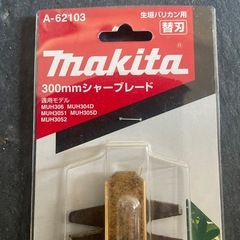 A-62103
生垣バリカン用
替刃
makita
300mmシャーブレード
適用モデル
MUH306 MUH304D
MUH3051 MUH305D
MUH3052